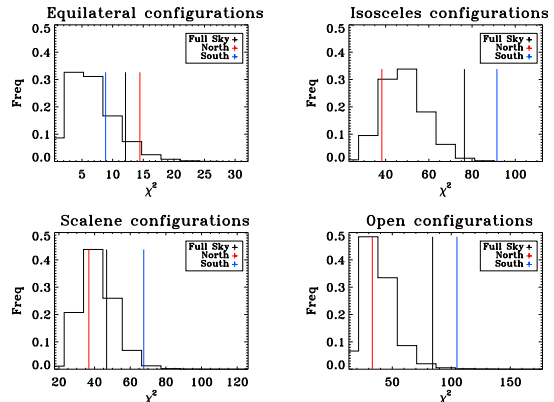 Equilateral configurations
0.5
0.4
0.3
0.2
0.1
0.0
Freq
Full Sky +
North +
South +
5 10 15 20 25 30
χ²
Isosceles configurations
0.5
0.4
0.3
0.2
0.1
0.0
Freq
Full Sky +
North +
South +
40 60 80 100
χ²
Scalene configurations
0.5
0.4
0.3
0.2
0.1
0.0
Freq
Full Sky +
North +
South +
20 40 60 80 100 120
χ²
Open configurations
0.5
0.4
0.3
0.2
0.1
0.0
Freq
Full Sky +
North +
South +
50 100 150
χ²